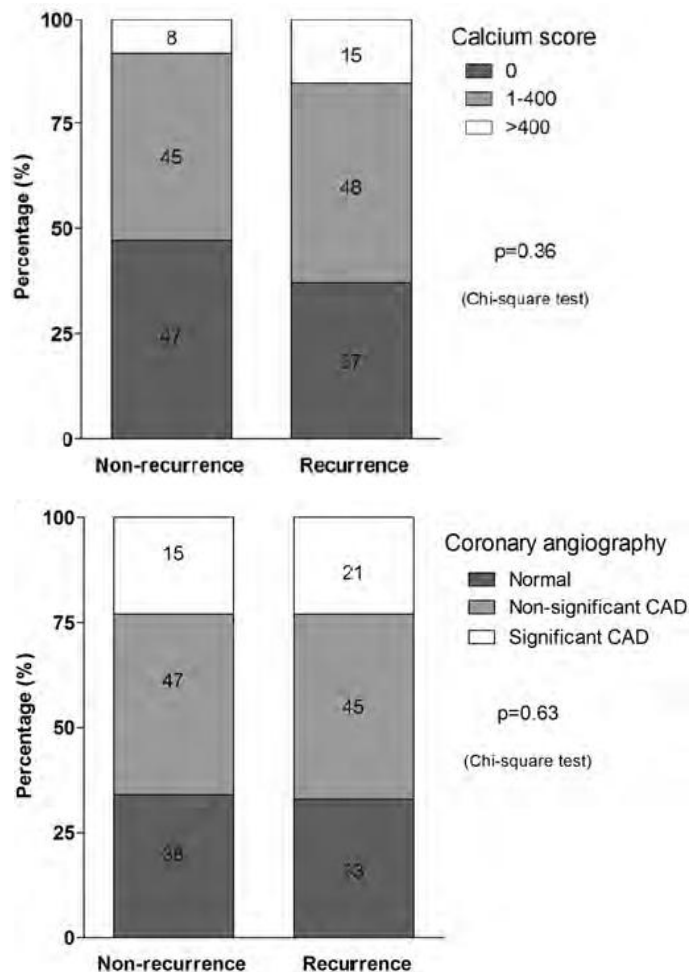 100
75
50
25
0
Percentage (%)
8
45
47
15
48
37
Non-recurrence
Recurrence
Calcium score
0
1-400
>400
p=0.36
(Chi-square test)
100
75
50
25
0
Percentage (%)
15
47
38
21
45
33
Non-recurrence
Recurrence
Coronary angiography
Normal
Non-significant CAD
Significant CAD
p=0.63
(Chi-square test)